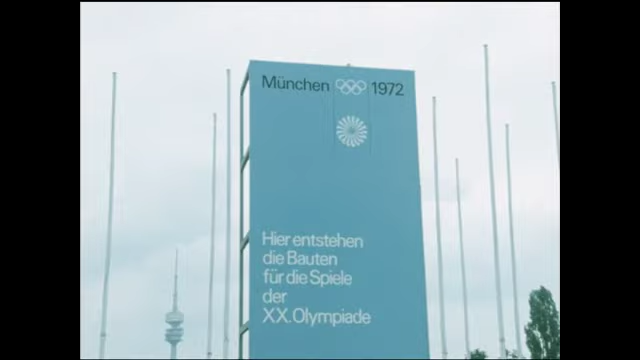 München 1972
Hier entstehen
die Bauten
für die Spiele
der
XX. Olympiade